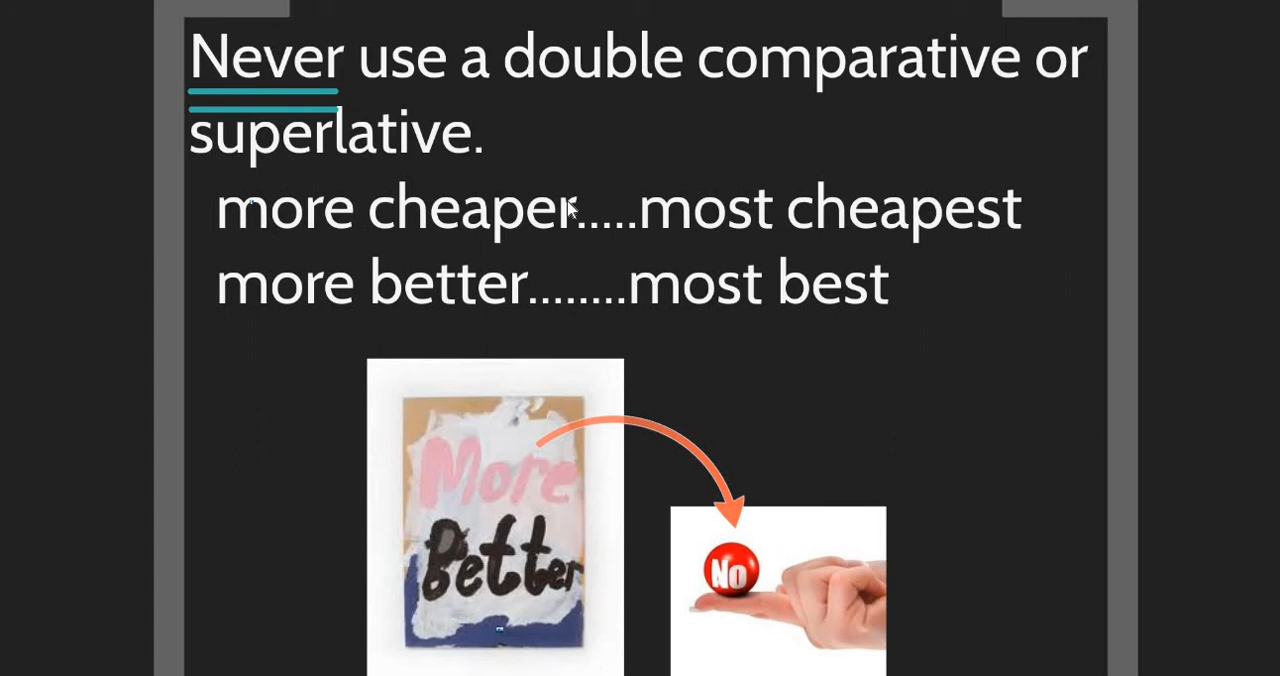 Never use a double comparative or
superlative.
more cheaper.....most cheapest
more better........most best
More
Better
No